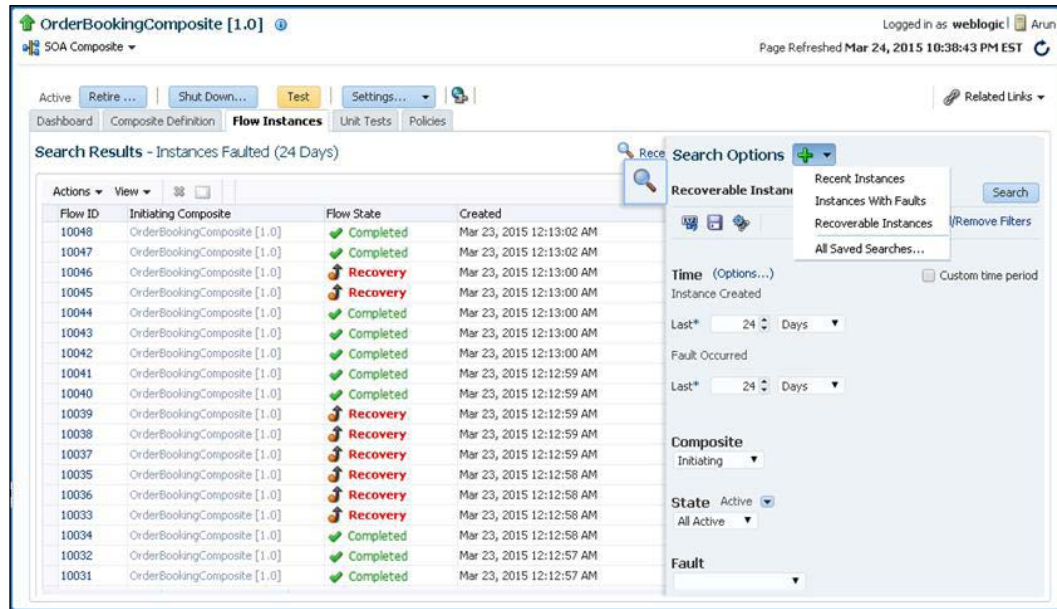 OrderBookingComposite [1.0]
Logged in as weblogic Arun
SOA Composite
Page Refreshed Mar 24, 2015 10:38:43 PM EST
Active Retire ... Shut Down... Test Settings... Related Links
Dashboard Composite Definition Flow Instances Unit Tests Policies
Search Results - Instances Faulted (24 Days)
Rece
Actions View
Flow ID Initiating Composite Flow State Created
10048 OrderBookingComposite [1.0] Completed Mar 23, 2015 12:13:02 AM
10047 OrderBookingComposite [1.0] Completed Mar 23, 2015 12:13:02 AM
10046 OrderBookingComposite [1.0] Recovery Mar 23, 2015 12:13:00 AM
10045 OrderBookingComposite [1.0] Recovery Mar 23, 2015 12:13:00 AM
10044 OrderBookingComposite [1.0] Completed Mar 23, 2015 12:13:00 AM
10043 OrderBookingComposite [1.0] Completed Mar 23, 2015 12:13:00 AM
10042 OrderBookingComposite [1.0] Completed Mar 23, 2015 12:13:00 AM
10041 OrderBookingComposite [1.0] Completed Mar 23, 2015 12:12:59 AM
10040 OrderBookingComposite [1.0] Completed Mar 23, 2015 12:12:59 AM
10039 OrderBookingComposite [1.0] Recovery Mar 23, 2015 12:12:59 AM
10038 OrderBookingComposite [1.0] Recovery Mar 23, 2015 12:12:59 AM
10037 OrderBookingComposite [1.0] Recovery Mar 23, 2015 12:12:59 AM
10035 OrderBookingComposite [1.0] Recovery Mar 23, 2015 12:12:58 AM
10036 OrderBookingComposite [1.0] Recovery Mar 23, 2015 12:12:58 AM
10033 OrderBookingComposite [1.0] Recovery Mar 23, 2015 12:12:58 AM
10034 OrderBookingComposite [1.0] Completed Mar 23, 2015 12:12:58 AM
10032 OrderBookingComposite [1.0] Completed Mar 23, 2015 12:12:57 AM
10031 OrderBookingComposite [1.0] Completed Mar 23, 2015 12:12:57 AM
Search Options
Recoverable Instanc
Search
Recent Instances
Instances With Faults
Recoverable Instances
All Saved Searches...
/Remove Filters
Time (Options...) Custom time period
Instance Created
Last* 24 Days
Fault Occurred
Last* 24 Days
Composite
Initiating
State Active
All Active
Fault